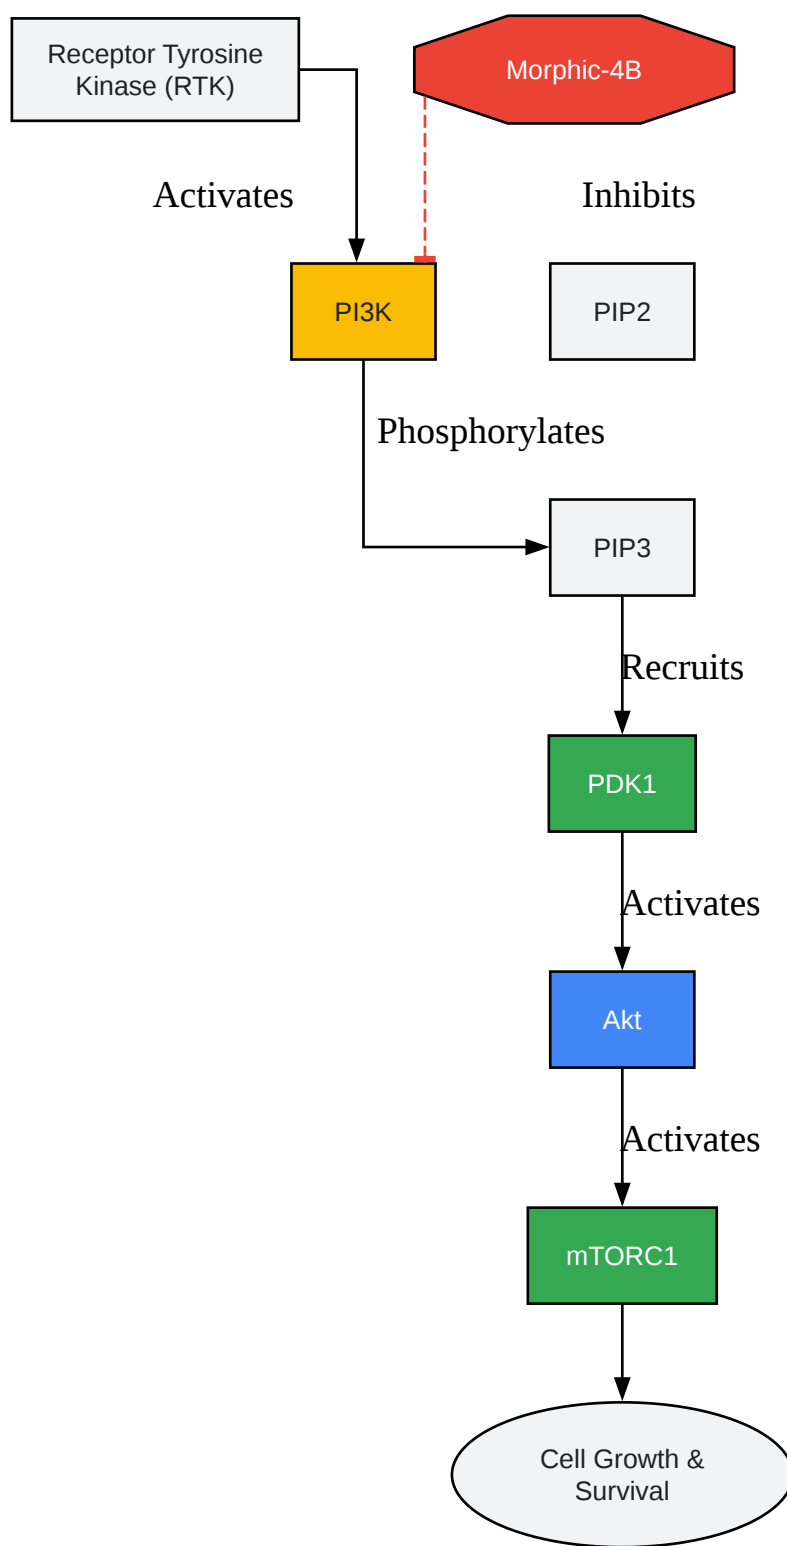 Receptor Tyrosine
Kinase (RTK)
Morphic-4B
Activates
Inhibits
PI3K
PIP2
Phosphorylates
PIP3
Recruits
PDK1
Activates
Akt
Activates
mTORC1
Cell Growth &
Survival